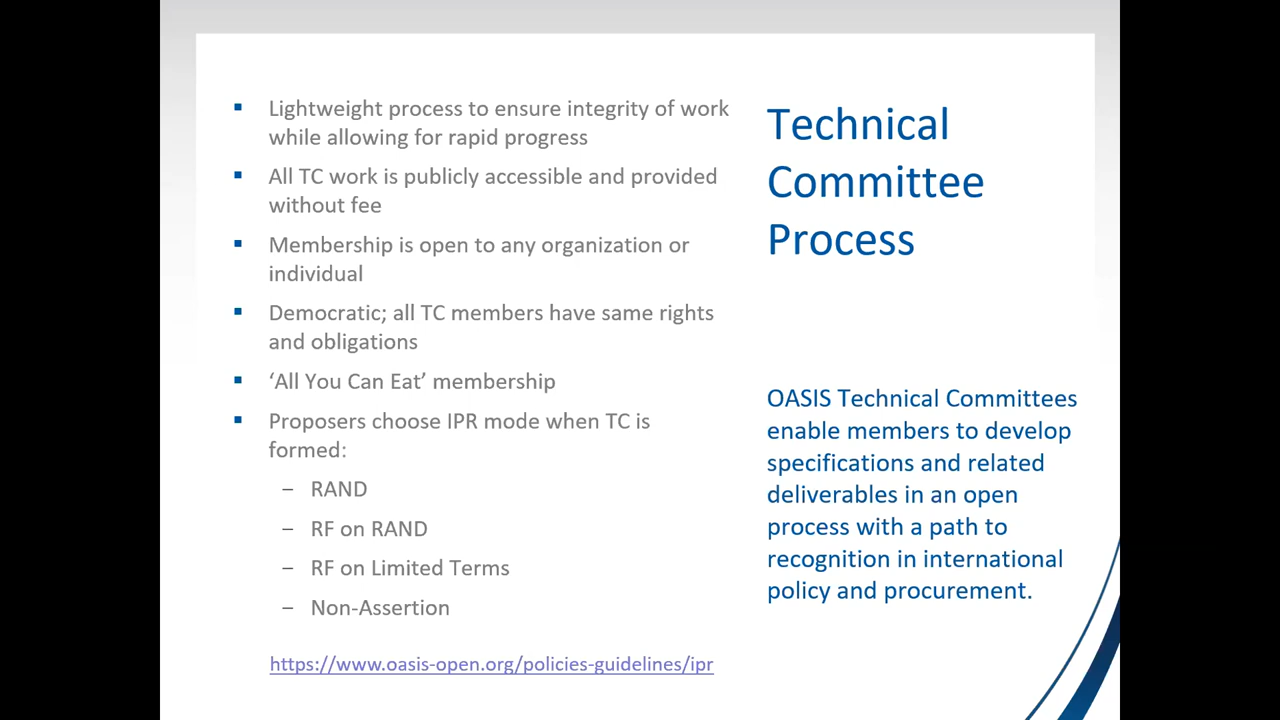 Technical
Committee
Process
▪ Lightweight process to ensure integrity of work
while allowing for rapid progress
▪ All TC work is publicly accessible and provided
without fee
▪ Membership is open to any organization or
individual
▪ Democratic; all TC members have same rights
and obligations
▪ ‘All You Can Eat’ membership
▪ Proposers choose IPR mode when TC is
formed:
– RAND
– RF on RAND
– RF on Limited Terms
– Non-Assertion
https://www.oasis-open.org/policies-guidelines/ipr
OASIS Technical Committees
enable members to develop
specifications and related
deliverables in an open
process with a path to
recognition in international
policy and procurement.